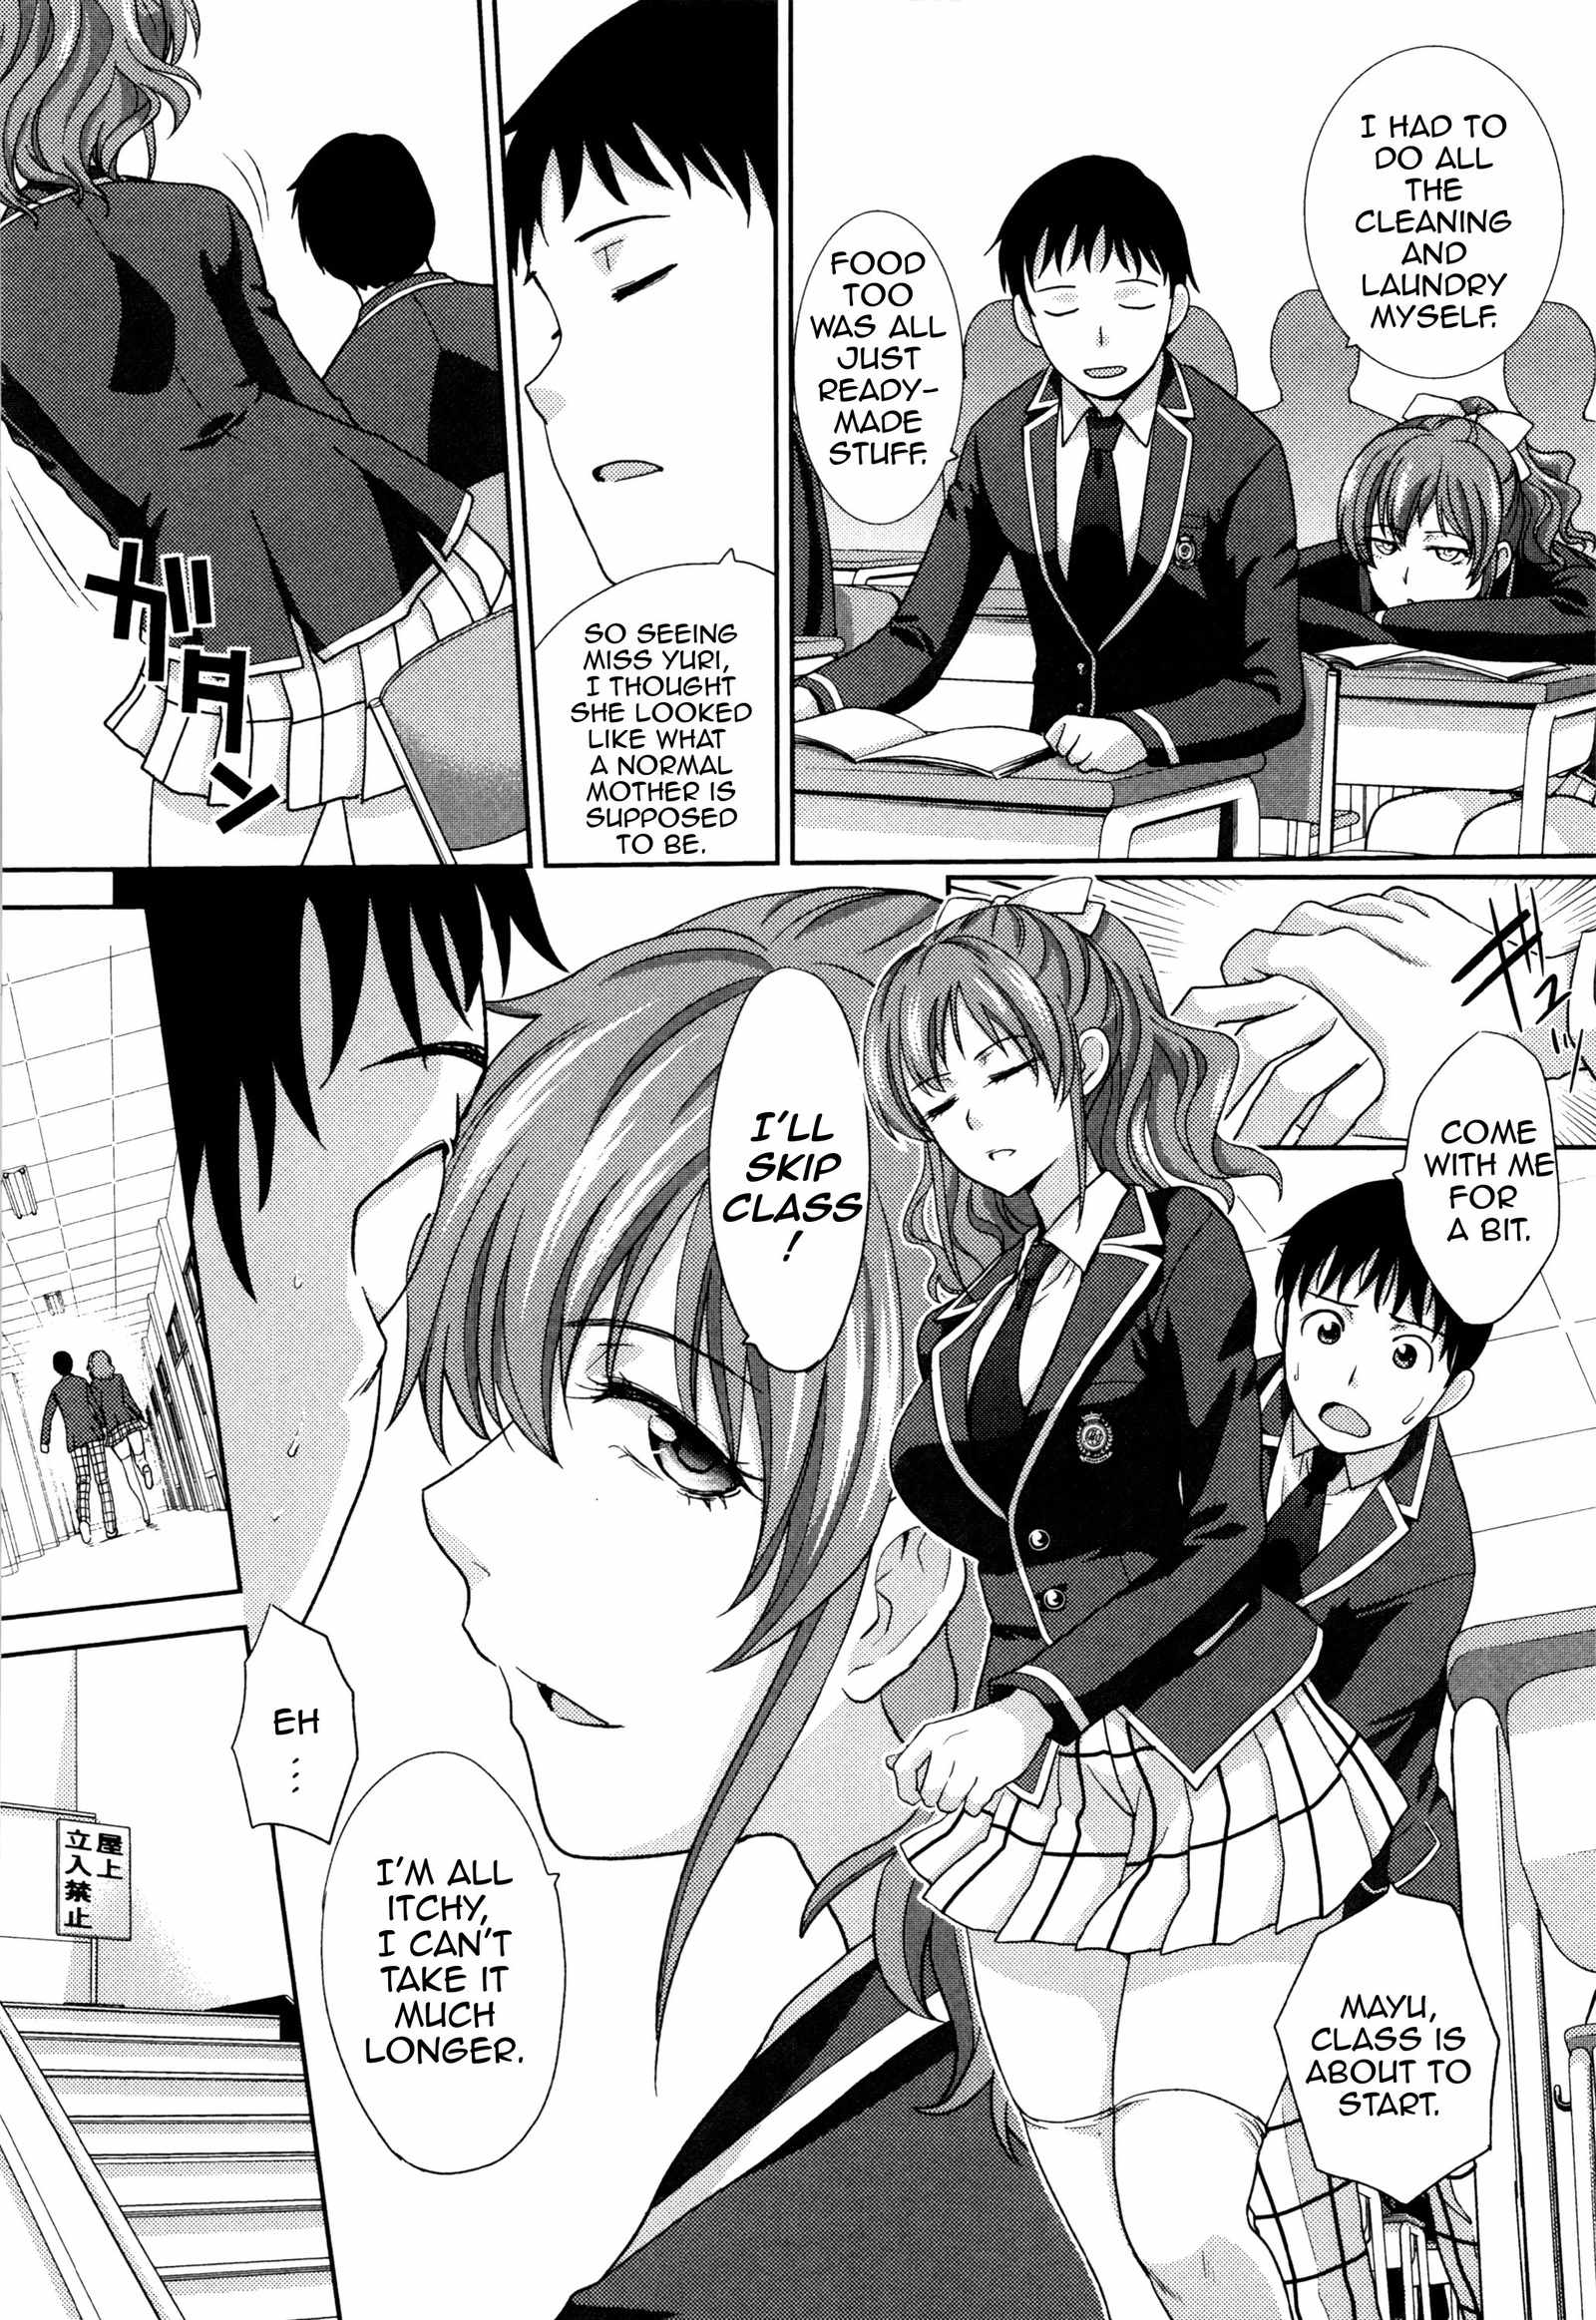 I HAD TO
DO ALL
THE
CLEANING
AND
LAUNDRY
MYSELF.
FOOD
TOO
WAS ALL
JUST
READY-
MADE
STUFF.
SO SEEING
MISS YURI,
I THOUGHT
SHE LOOKED
LIKE WHAT
A NORMAL
MOTHER IS
SUPPOSED
TO BE.
ガタン
COME
WITH ME
FOR
A BIT.
MAYU,
CLASS IS
ABOUT TO
START.
I'LL
SKIP
CLASS
!
I'M ALL
ITCHY,
I CAN'T
TAKE IT
MUCH
LONGER.
EH
...
屋上
立入禁止